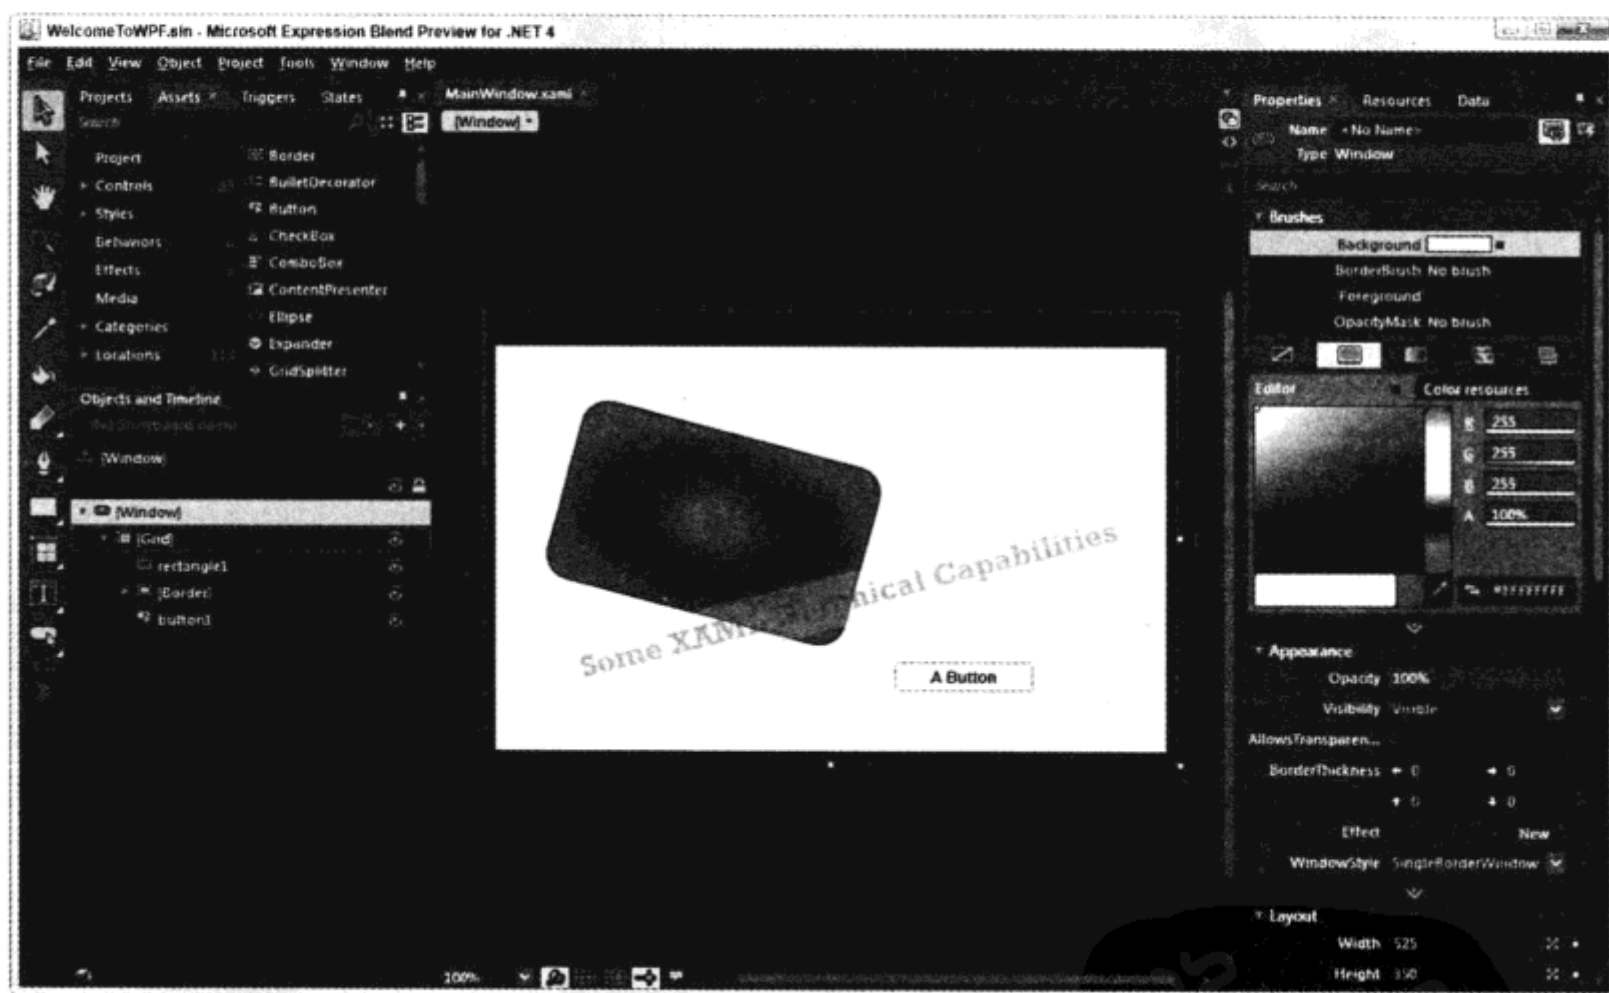 WelcomeToWPF.sln - Microsoft Expression Blend Preview for .NET 4
File Edit View Object Project Tools Window Help
Projects Assets Triggers States
Search
Project
Controls
Styles
Behaviors
Effects
Media
Categories
Locations
Border
BulletDecorator
Button
CheckBox
ComboBox
ContentPresenter
Ellipse
Expander
GridSplitter
Objects and Timeline
[Window]
[Window]
[Grid]
rectangle1
[Border]
button1
MainWindow.xaml
[Window]
Some XAML Graphical Capabilities
A Button
100%
Properties Resources Data
Name <No Name>
Type Window
Search
Brushes
Background
BorderBrush No brush
Foreground
OpacityMask No brush
Editor Color resources
R 255
G 255
B 255
A 100%
#FFFFFFFF
Appearance
Opacity 100%
Visibility Visible
AllowsTransparen...
BorderThickness 0 0
0 0
Effect New
WindowStyle SingleBorderWindow
Layout
Width 525
Height 350